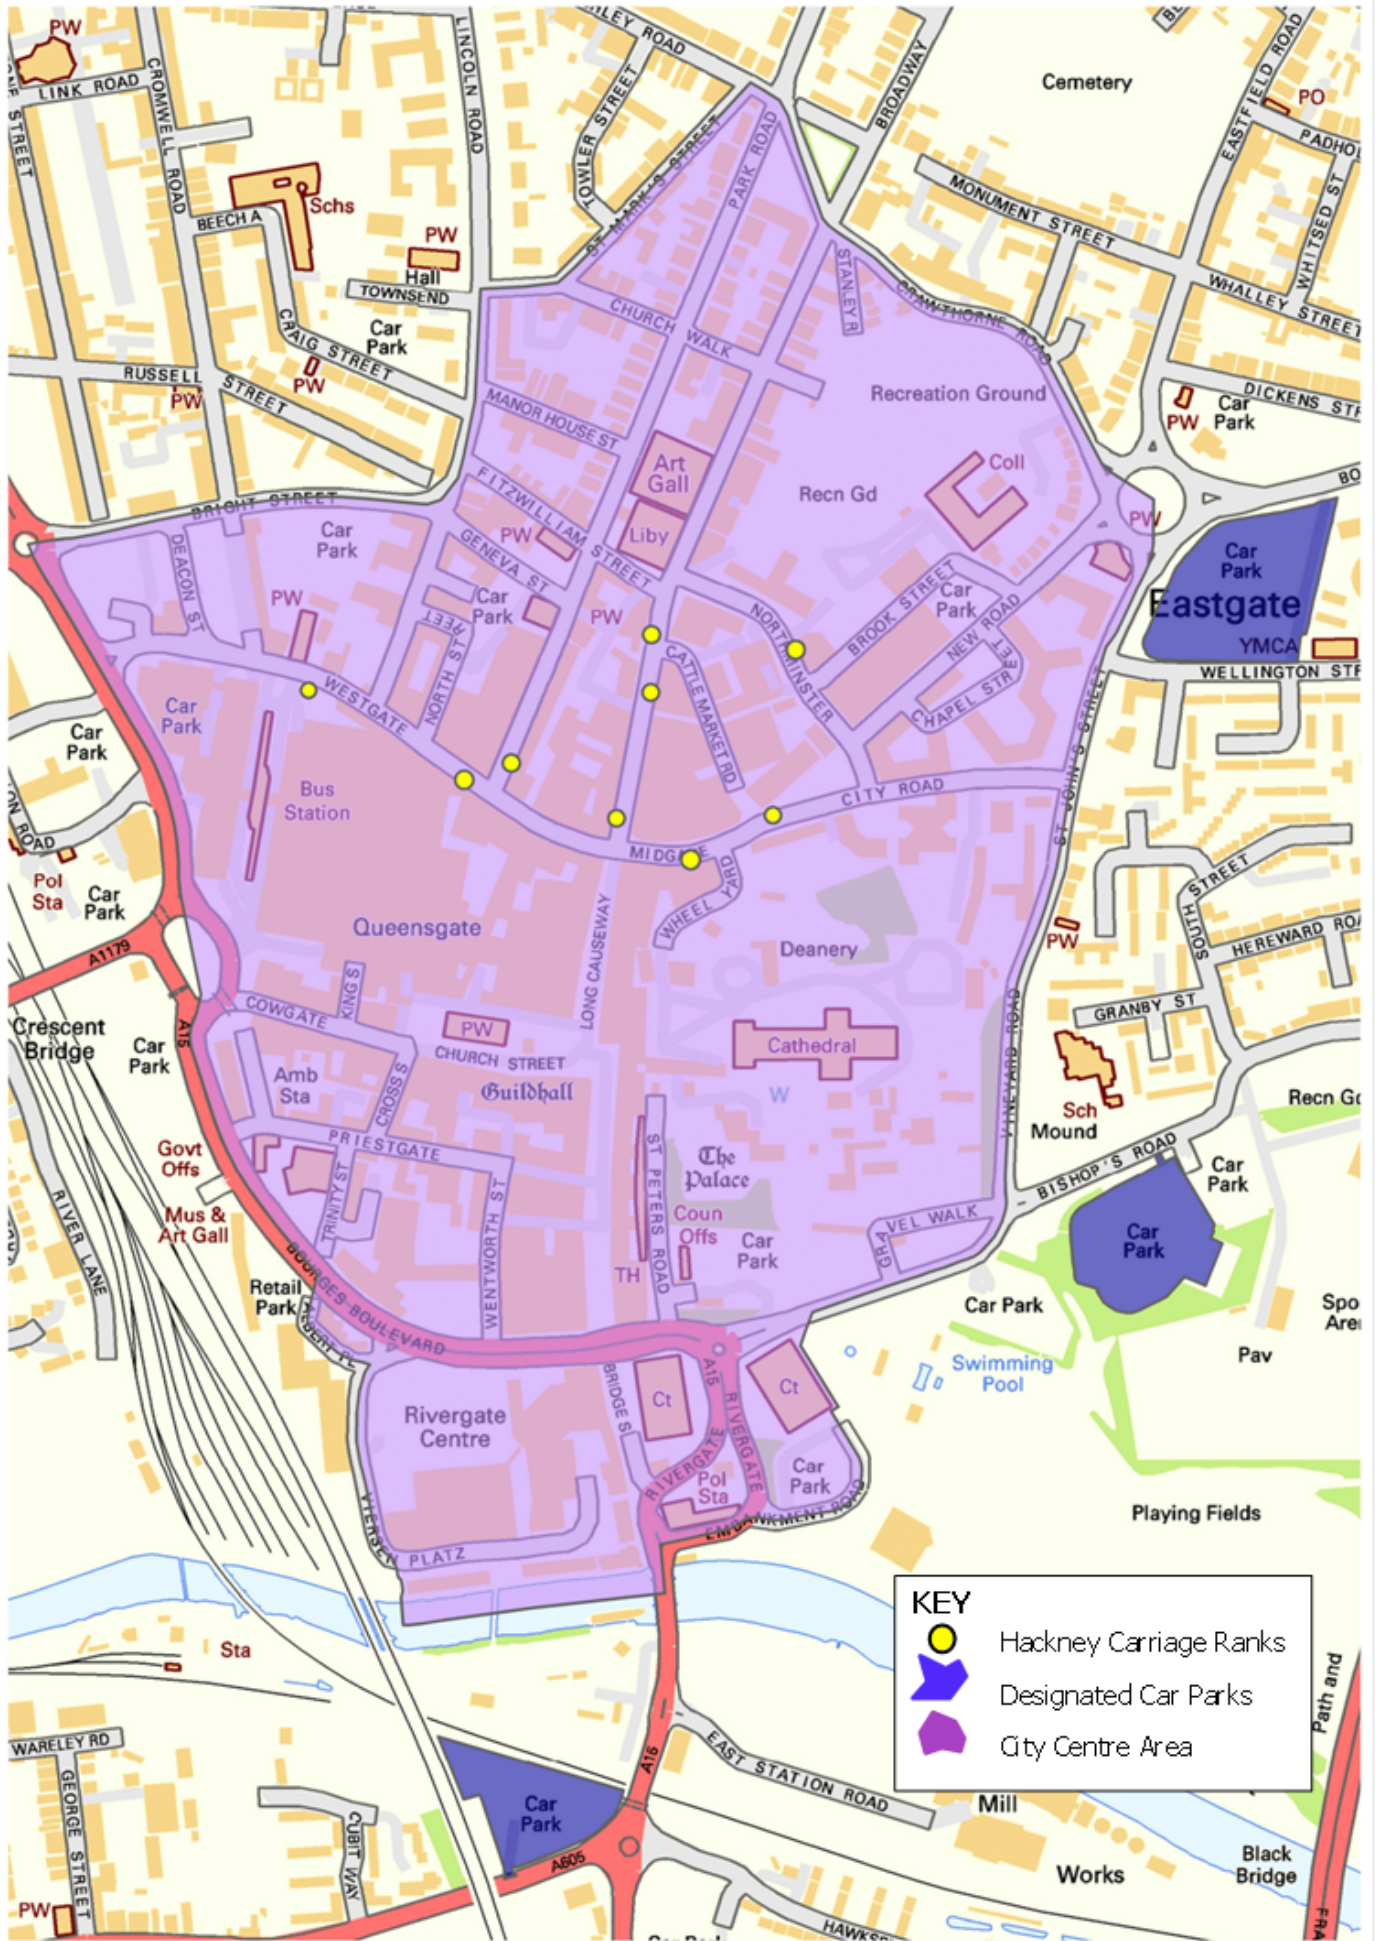 PW
LINK ROAD
CROMWELL ROAD
LINCOLN ROAD
ROAD
TOWLER STREET
ST MARK'S STREET
PARK ROAD
BROADWAY
Cemetery
EASTFIELD ROAD
PO
STREET
BEECH A
Schs
PW
Hall
TOWNSEND
Car
Park
CRAIG STREET
PW
RUSSELL STREET
PW
MONUMENT STREET
WHITSED ST
WHALLEY STREET
STANLEY R
CRAWTHORNE ROAD
CHURCH WALK
MANOR HOUSE ST
Recreation Ground
PW
Car
Park
Art
Gall
Coll
Recn Gd
FITZWILLIAM STREET
PW
Liby
GENEVA ST
BRIGHT STREET
Car
Park
DEACON ST
PW
Car
Park
PW
NORTH STREET
PW
Car
Park
Eastgate
YMCA
WELLINGTON
NORTHMINSTER
BROOK STREET
Car
Park
NEW ROAD
CHAPEL STREET
CATTLE MARKET RD
WESTGATE
Car
Park
Car
Park
Bus
Station
CITY ROAD
ST JOHN'S STREET
MIDGATE
WHEEL YARD
ROAD
Pol
Sta
Car
Park
A1179
Queensgate
LONG CAUSEWAY
Deanery
PW
SOUTH STREET
HEREWARD
GRANBY ST
Crescent
Bridge
Car
Park
A15
COWGATE
KING S
PW
CHURCH STREET
Guildhall
Cathedral
W
VINEYARD ROAD
Sch
Mound
Recn
Amb
Sta
CROSS S
PRIESTGATE
TRINITY ST
WENTWORTH ST
ST PETERS ROAD
The
Palace
Coun
Offs
Car
Park
TH
GRAVEL WALK
BISHOP'S ROAD
Car
Park
Car
Park
Govt
Offs
Mus &
Art Gall
RIVER LANE
Retail
Park
ALBERT PL
BOURGES BOULEVARD
Car Park
Swimming
Pool
Pav
Rivergate
Centre
BRIDGE S
Ct
A15
RIVERGATE
RIVERGATE
Ct
Car
Park
Pol
Sta
EMBANKMENT ROAD
VIERSEN PLATZ
Playing Fields
KEY
Hackney Carriage Ranks
Designated Car Parks
City Centre Area
Path and
Sta
WARELEY RD
GEORGE STREET
CUBIT WAY
PW
Car
Park
A605
EAST STATION ROAD
Mill
Works
Black
Bridge